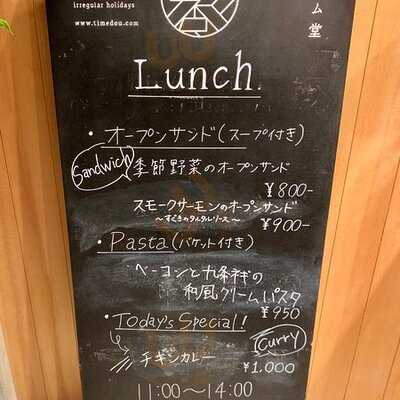 irregular holidays
www.timedou.com
ム堂
Lunch
・オープンサンド(スープ付き)
Sandwich
季節野菜のオープンサンド
¥800-
スモークサーモンのオープンサンド
¥900-
・Pasta(バケット付き)
ベーコンと九条祥の
和風クリームパスタ
¥950
・Today's Special!
Curry
チキンカレー
¥1,000
11:00〜14:00